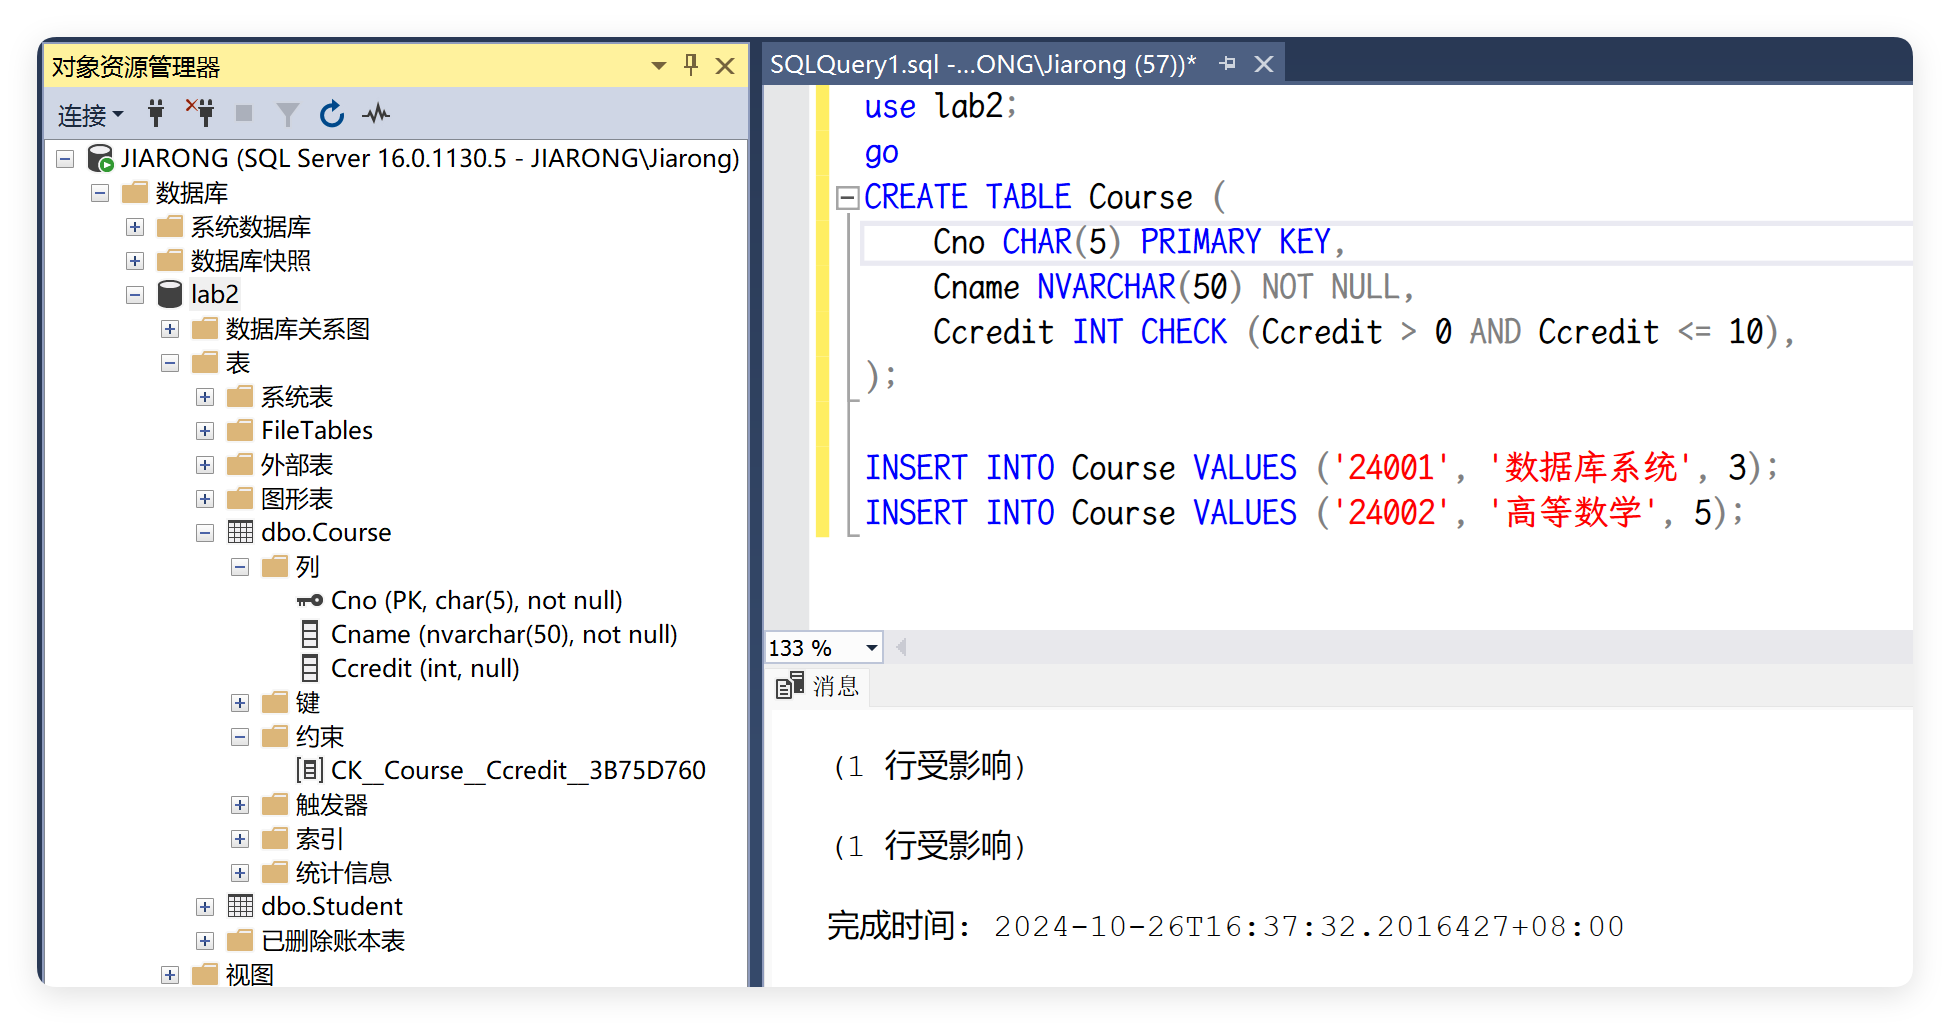 对象资源管理器
连接
JIARONG (SQL Server 16.0.1130.5 - JIARONG\Jiarong)
数据库
系统数据库
数据库快照
lab2
数据库关系图
表
系统表
FileTables
外部表
图形表
dbo.Course
列
Cno (PK, char(5), not null)
Cname (nvarchar(50), not null)
Ccredit (int, null)
键
约束
CK__Course__Ccredit__3B75D760
触发器
索引
统计信息
dbo.Student
已删除账本表
视图
SQLQuery1.sql -...ONG\Jiarong (57))*
use lab2;
go
CREATE TABLE Course (
Cno CHAR(5) PRIMARY KEY,
Cname NVARCHAR(50) NOT NULL,
Ccredit INT CHECK (Ccredit > 0 AND Ccredit <= 10),
);
INSERT INTO Course VALUES ('24001', '数据库系统', 3);
INSERT INTO Course VALUES ('24002', '高等数学', 5);
133 %
消息
(1 行受影响)
(1 行受影响)
完成时间: 2024-10-26T16:37:32.2016427+08:00